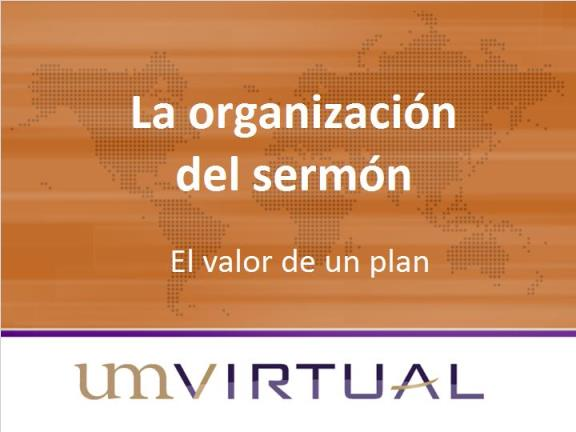 La organización
del sermón
El valor de un plan
umVIRTUAL